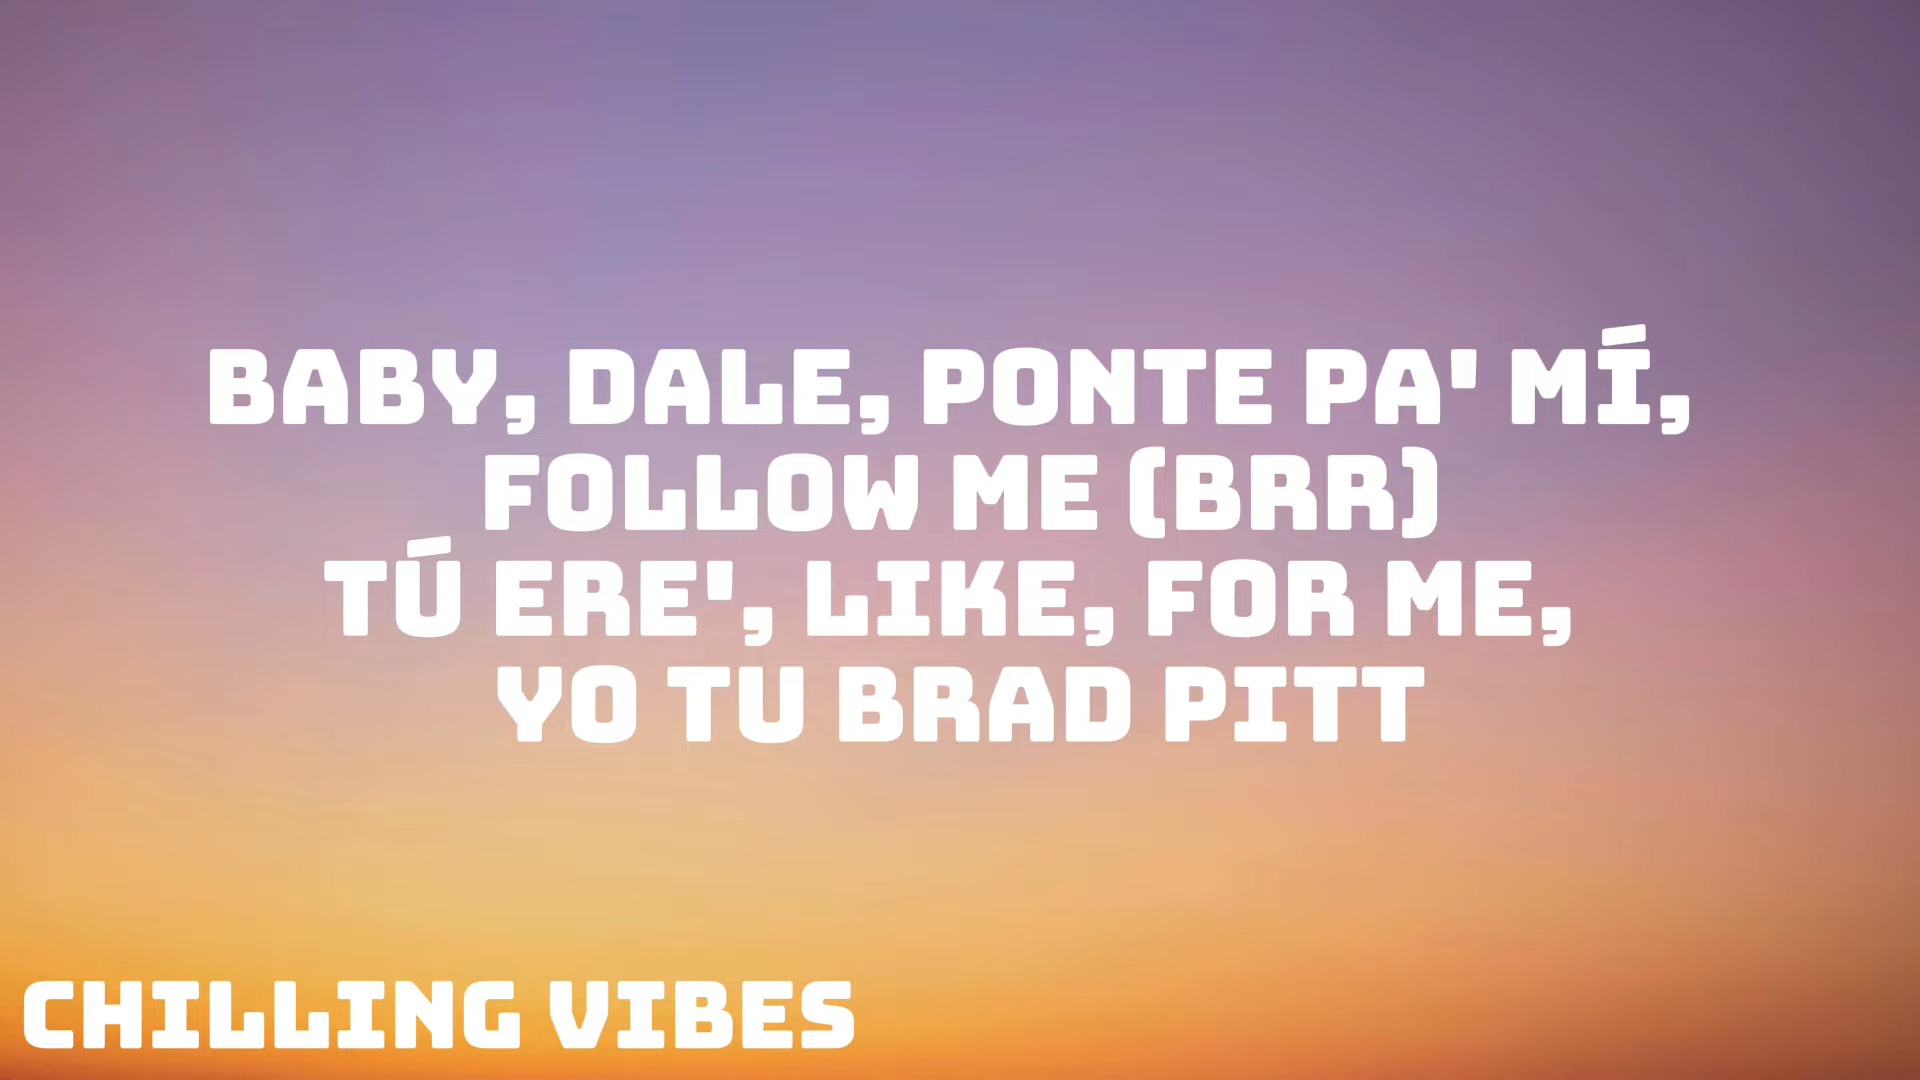 BABY, DALE, PONTE PA' MÍ,
FOLLOW ME (BRR)
TÚ ERE', LIKE, FOR ME,
YO TU BRAD PITT
CHILLING VIBES